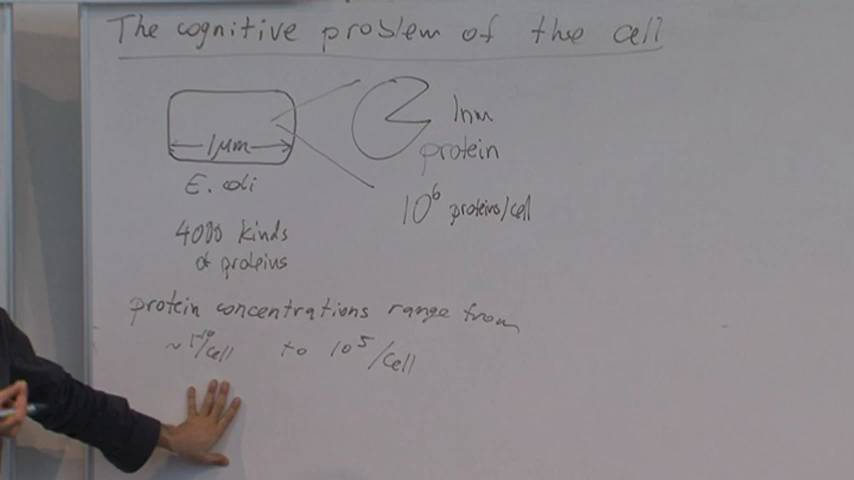 The cognitive problem of the cell
1μm
1nm
protein
E. coli
10⁶ proteins/cell
4000 kinds
of proteins
protein concentrations range from
~ 1-10/cell to 10⁵/cell